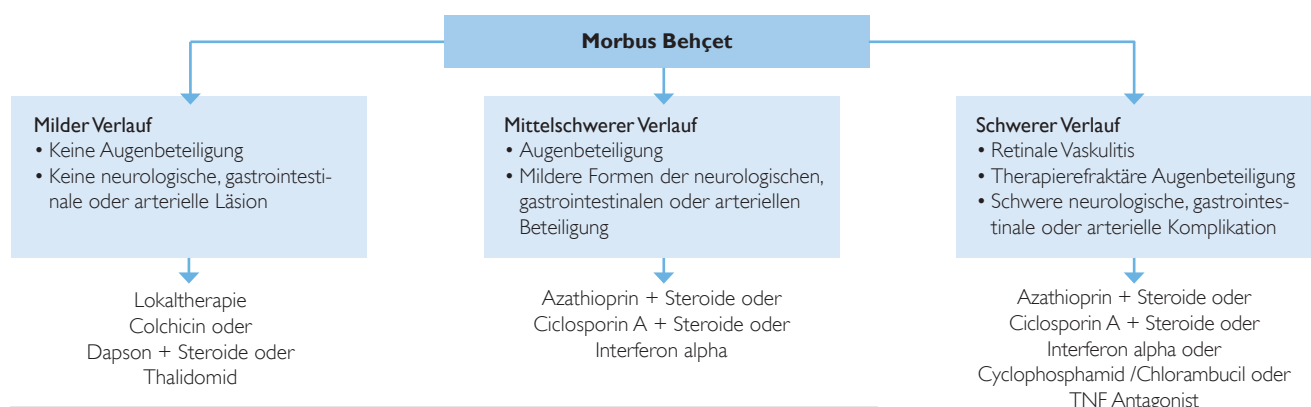 Morbus Behçet
Milder Verlauf
• Keine Augenbeteiligung
• Keine neurologische, gastrointesti-
nale oder arterielle Läsion
Lokaltherapie
Colchicin oder
Dapson + Steroide oder
Thalidomid
Mittelschwerer Verlauf
• Augenbeteiligung
• Mildere Formen der neurologischen,
gastrointestinalen oder arteriellen
Beteiligung
Azathioprin + Steroide oder
Ciclosporin A + Steroide oder
Interferon alpha
Schwerer Verlauf
• Retinale Vaskulitis
• Therapierefraktäre Augenbeteiligung
• Schwere neurologische, gastrointes-
tinale oder arterielle Komplikation
Azathioprin + Steroide oder
Ciclosporin A + Steroide oder
Interferon alpha oder
Cyclophosphamid /Chlorambucil oder
TNF Antagonist